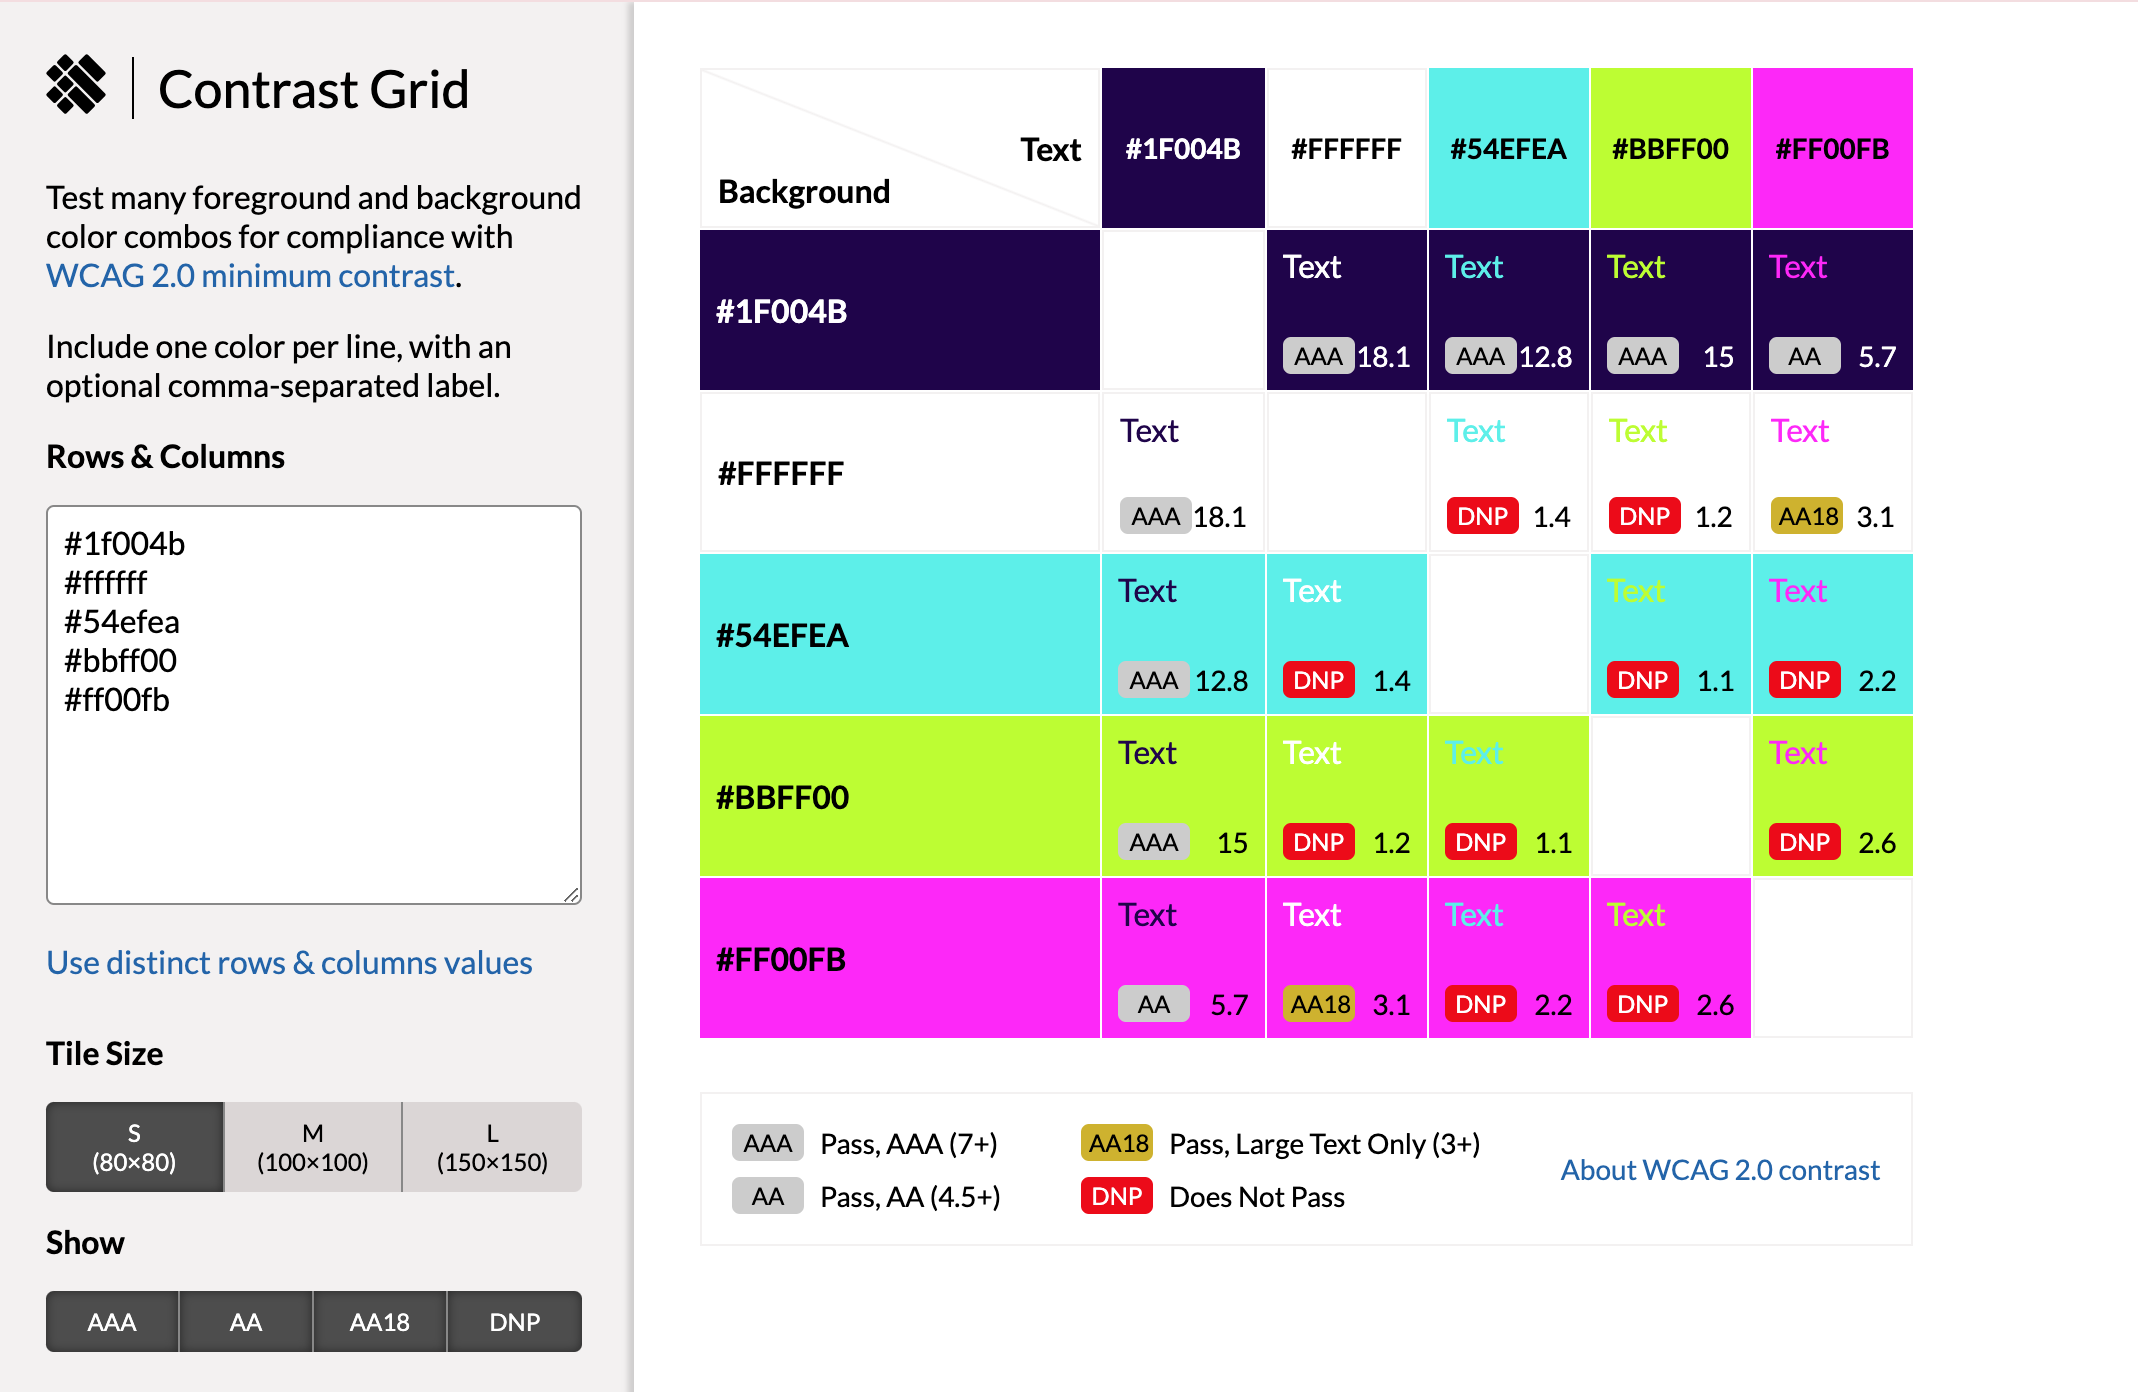 Contrast Grid
Test many foreground and background
color combos for compliance with
WCAG 2.0 minimum contrast.
Include one color per line, with an
optional comma-separated label.
Rows & Columns
#1f004b
#ffffff
#54efea
#bbff00
#ff00fb
Use distinct rows & columns values
Tile Size
S
(80×80)
M
(100×100)
L
(150×150)
Show
AAA AA AA18 DNP
Text
Background
#1F004B #FFFFFF #54EFEA #BBFF00 #FF00FB
#1F004B
Text Text Text Text
AAA 18.1 AAA 12.8 AAA 15 AA 5.7
#FFFFFF
Text Text Text Text
AAA 18.1 DNP 1.4 DNP 1.2 AA18 3.1
#54EFEA
Text Text Text Text
AAA 12.8 DNP 1.4 DNP 1.1 DNP 2.2
#BBFF00
Text Text Text Text
AAA 15 DNP 1.2 DNP 1.1 DNP 2.6
#FF00FB
Text Text Text Text
AA 5.7 AA18 3.1 DNP 2.2 DNP 2.6
AAA Pass, AAA (7+)
AA Pass, AA (4.5+)
AA18 Pass, Large Text Only (3+)
DNP Does Not Pass
About WCAG 2.0 contrast